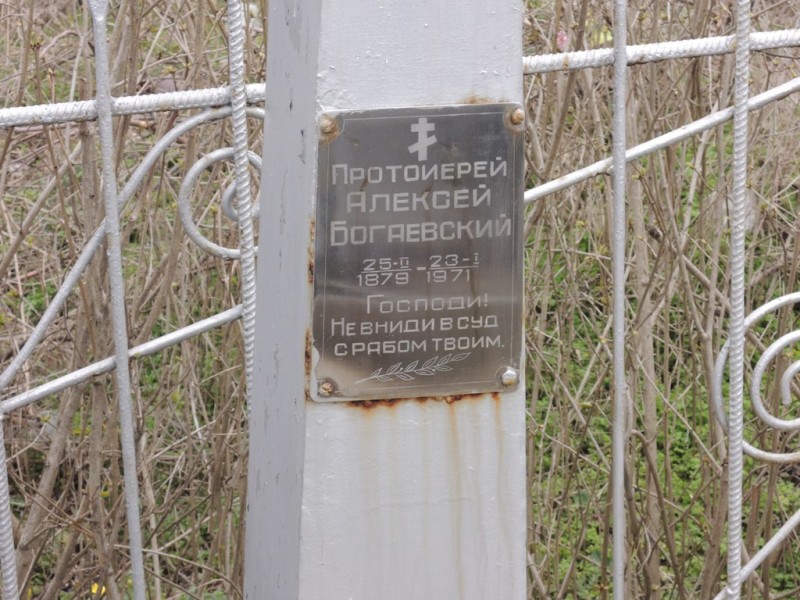 Протоиерей
Алексей
Богаевский
25-II 23-I
1879 - 1971
Господи!
Не вниди в суд
с рабом твоим.